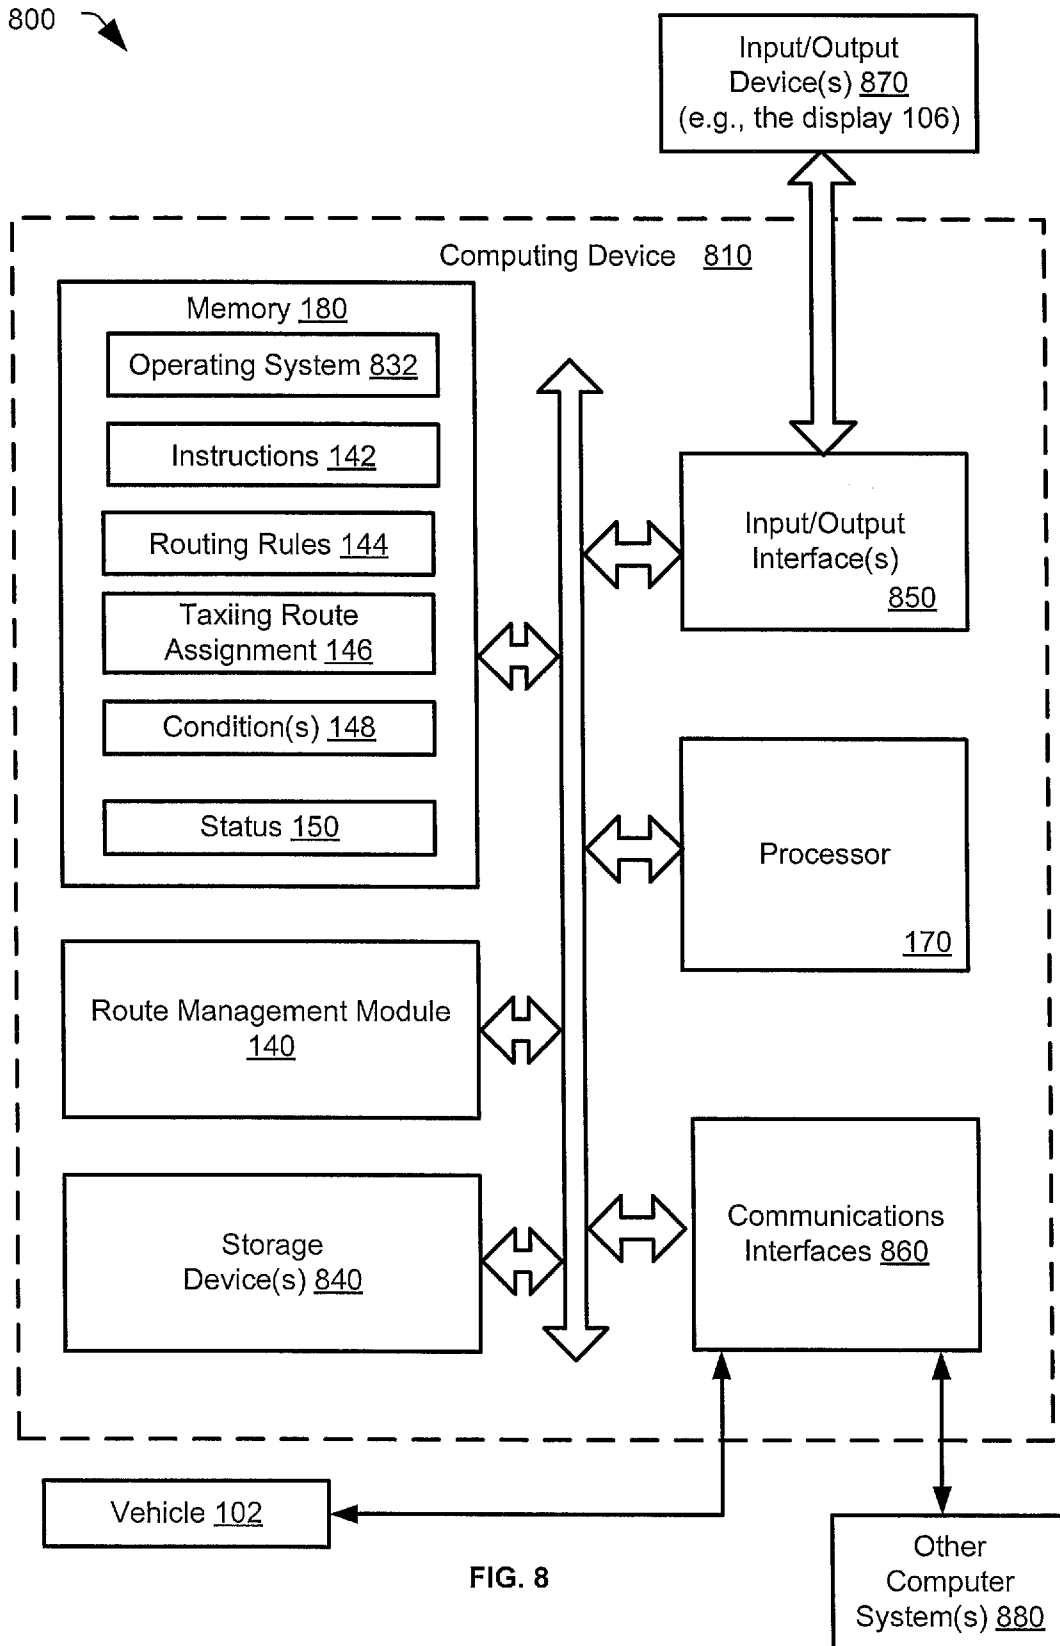 800
Input/Output
Device(s) 870
(e.g., the display 106)
Computing Device 810
Memory 180
Operating System 832
Instructions 142
Routing Rules 144
Taxiing Route
Assignment 146
Condition(s) 148
Status 150
Input/Output
Interface(s)
850
Processor
170
Route Management Module
140
Storage
Device(s) 840
Communications
Interfaces 860
Vehicle 102
FIG. 8
Other
Computer
System(s) 880